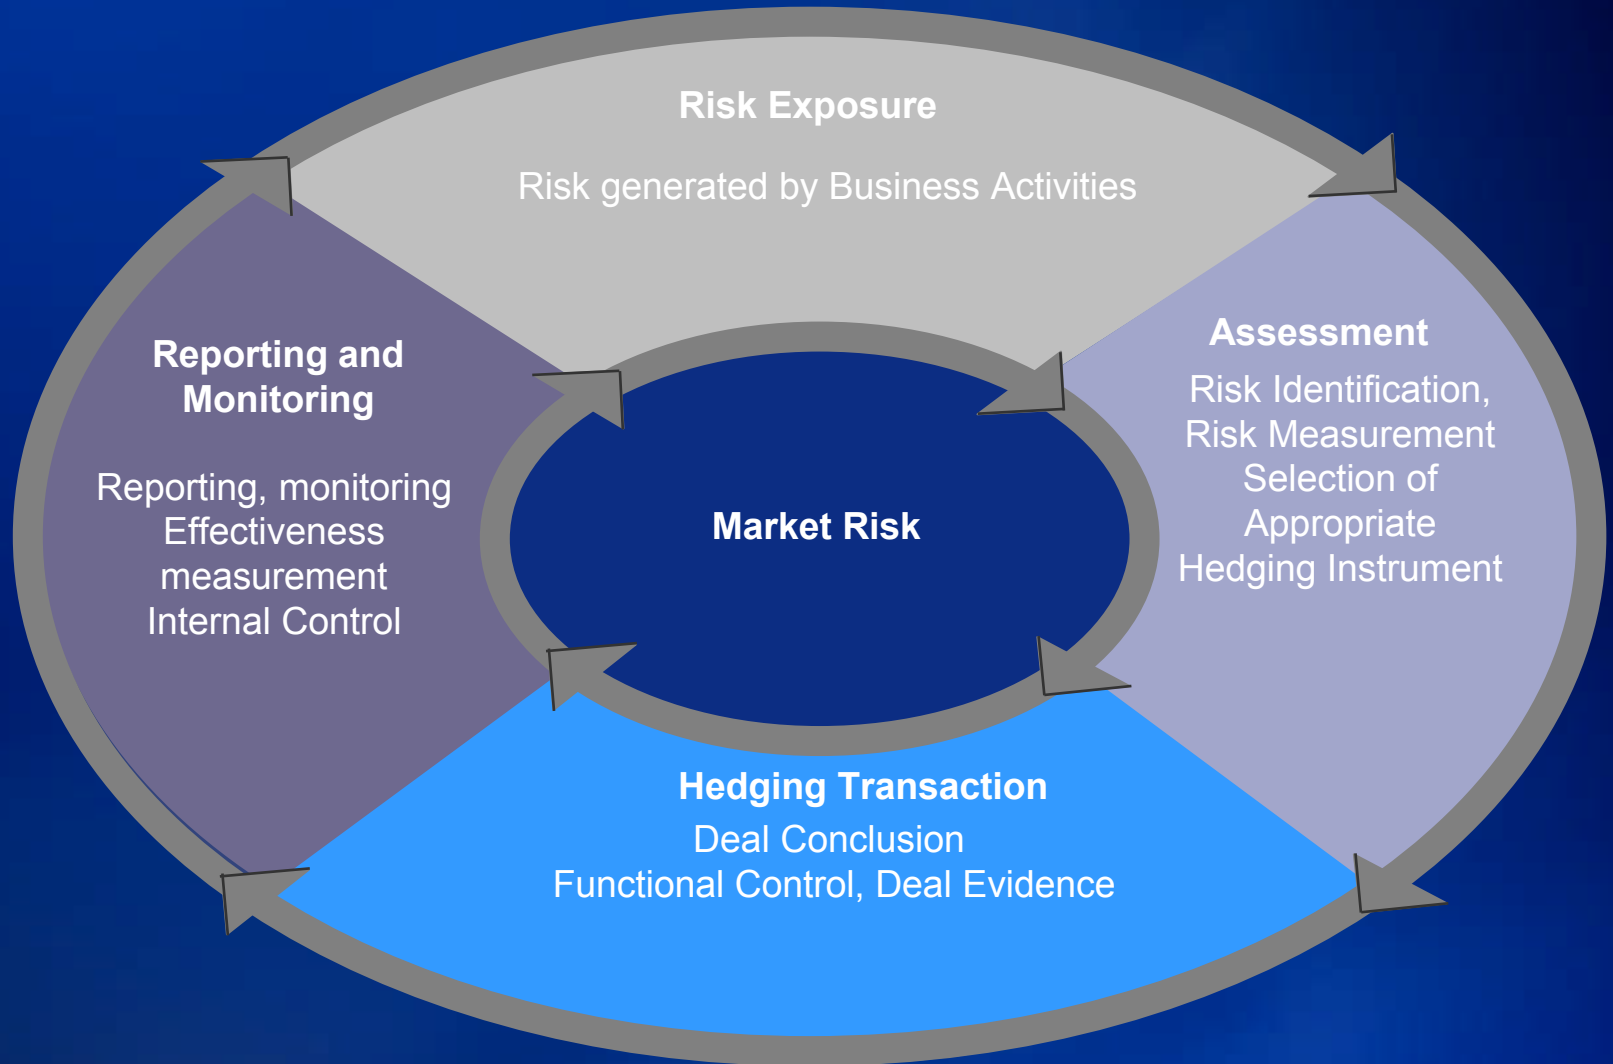 Risk Exposure
Risk generated by Business Activities
Assessment
Risk Identification,
Risk Measurement
Selection of
Appropriate
Hedging Instrument
Reporting and
Monitoring
Reporting, monitoring
Effectiveness
measurement
Internal Control
Market Risk
Hedging Transaction
Deal Conclusion
Functional Control, Deal Evidence